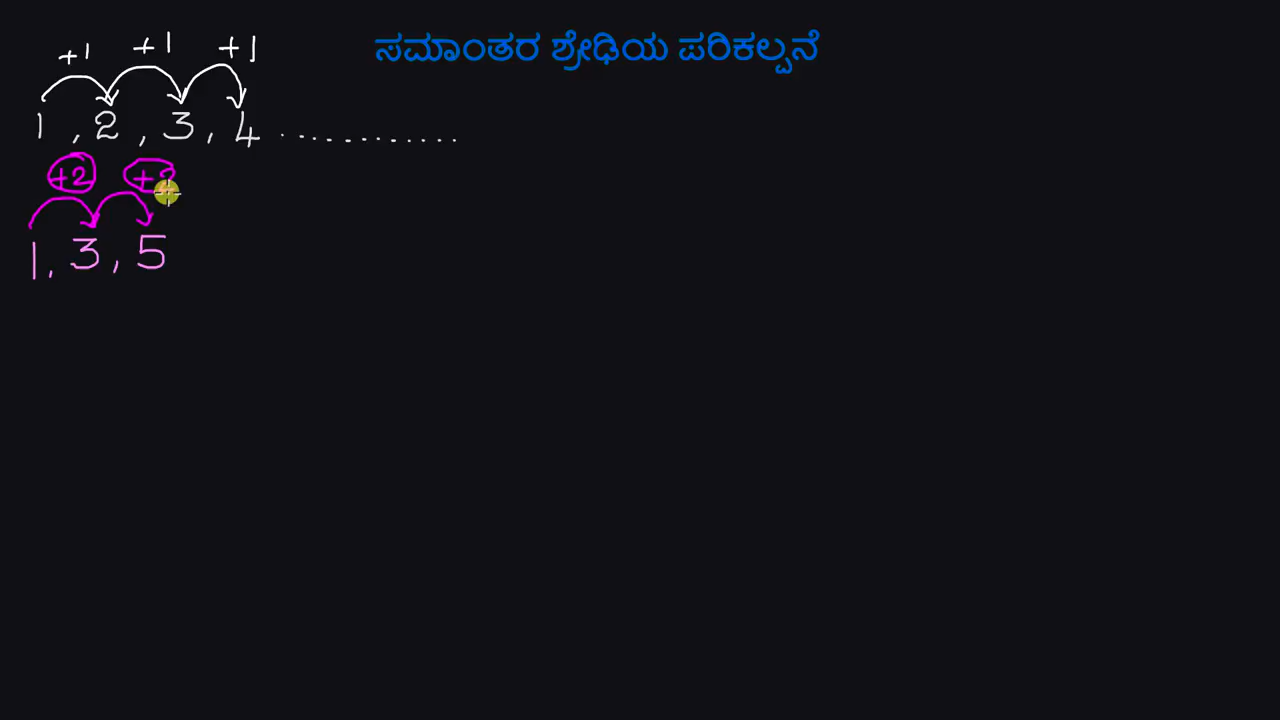 ಸಮಾಂತರ ಶ್ರೇಢಿಯ ಪರಿಕಲ್ಪನೆ
+1 +1 +1
1 , 2 , 3 , 4 ............
+2
1 , 3 , 5